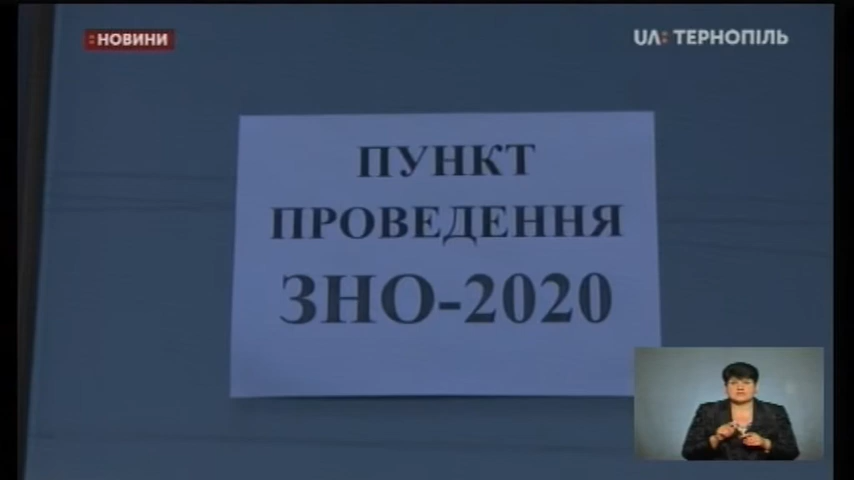 :НОВИНИ
UA: ТЕРНОПІЛЬ
ПУНКТ
ПРОВЕДЕННЯ
ЗНО-2020